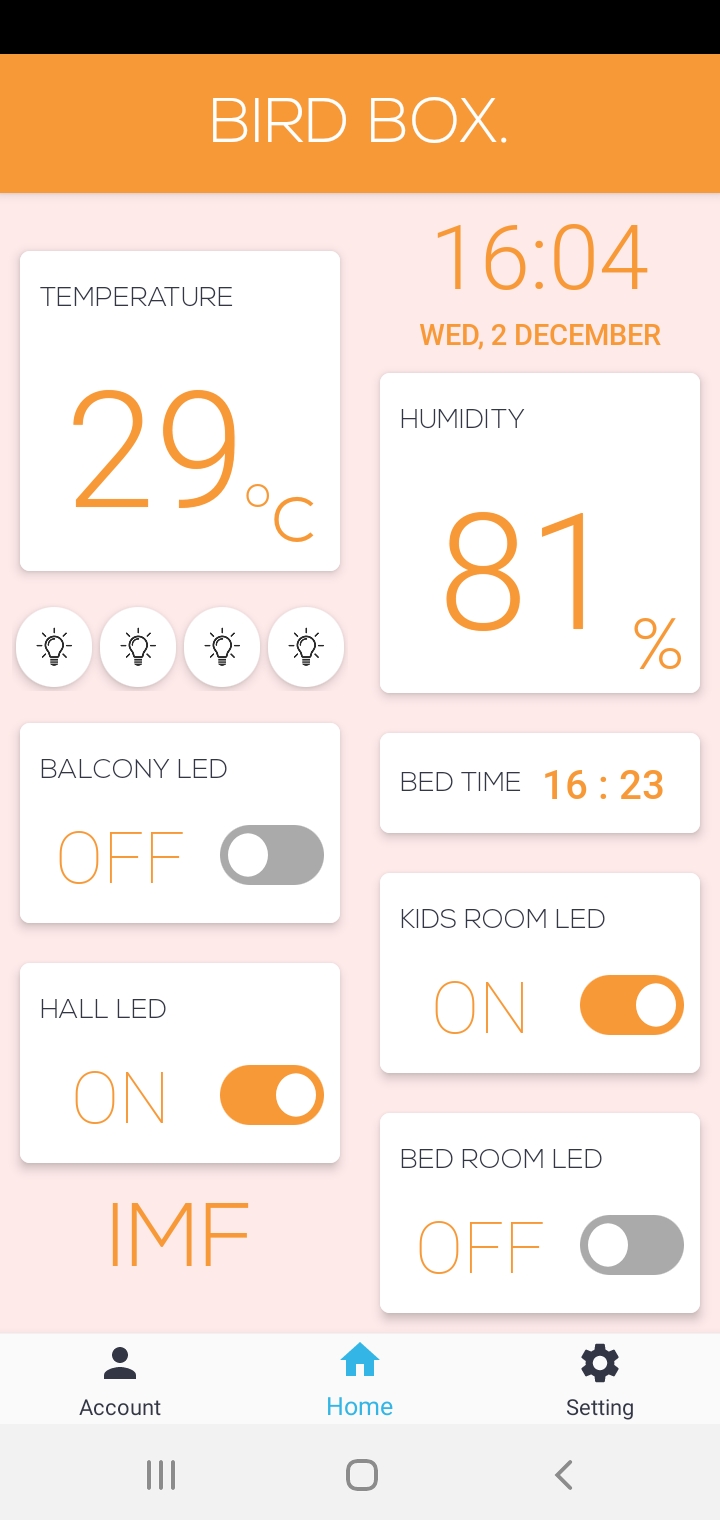 BIRD BOX.
16:04
WED, 2 DECEMBER
TEMPERATURE
29 °C
HUMIDITY
81 %
BALCONY LED
OFF
BED TIME 16 : 23
KIDS ROOM LED
ON
HALL LED
ON
BED ROOM LED
OFF
IMF
Account
Home
Setting